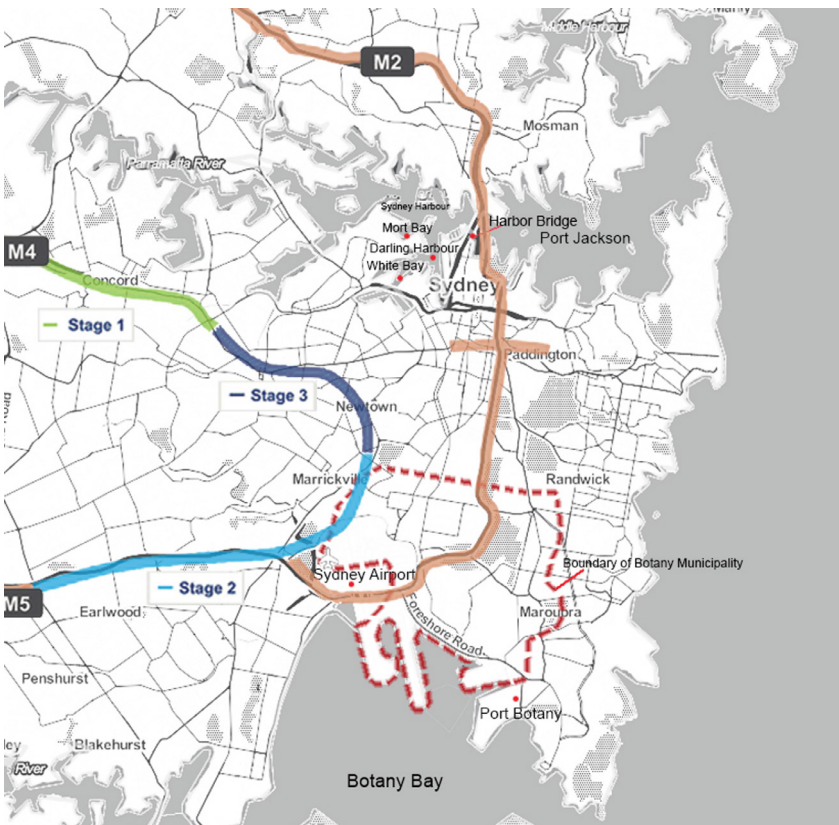 Manly
Middle Harbour
M2
Mosman
Parramatta River
Sydney Harbour
Mort Bay
Harbor Bridge
Port Jackson
Darling Harbour
M4
White Bay
Concord
Sydney
Stage 1
Paddington
Stage 3
Newtown
Marrickville
Randwick
Boundary of Botany Municipality
Sydney Airport
Stage 2
M5
Earlwood
Foreshore Road
Maroubra
Penshurst
Port Botany
Blakehurst
River
Botany Bay